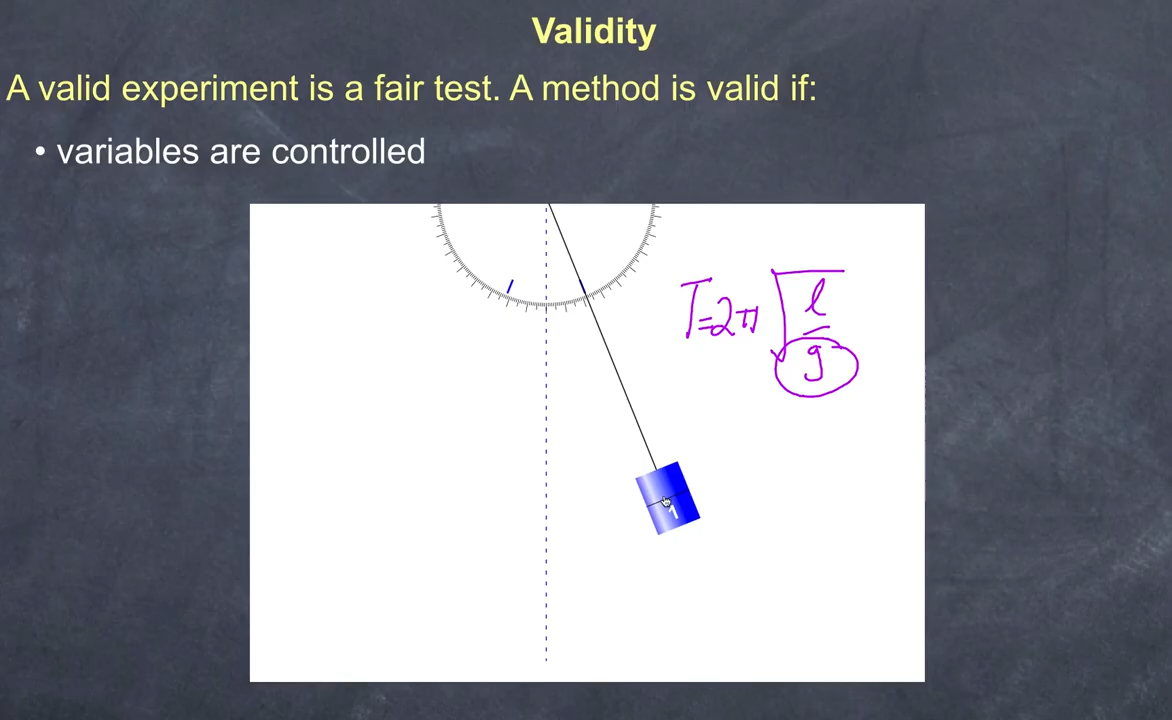 Validity
A valid experiment is a fair test. A method is valid if:
• variables are controlled
T=2π√l/g
1